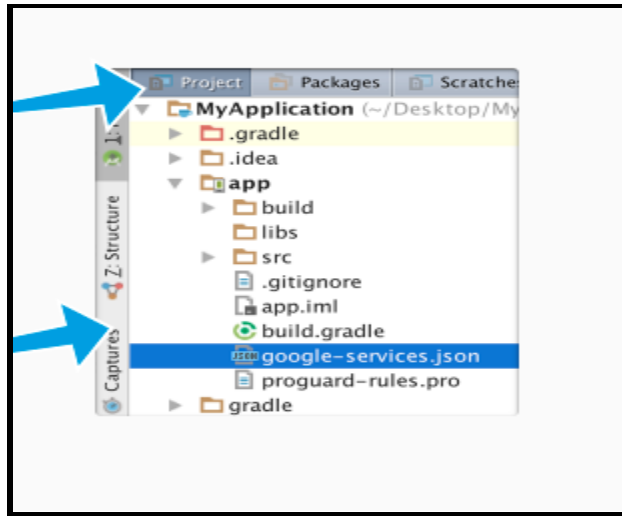 Project Packages Scratche
MyApplication (~/Desktop/My
.gradle
.idea
app
build
libs
src
.gitignore
app.iml
build.gradle
JSON google-services.json
proguard-rules.pro
gradle
1:
Z: Structure
Captures